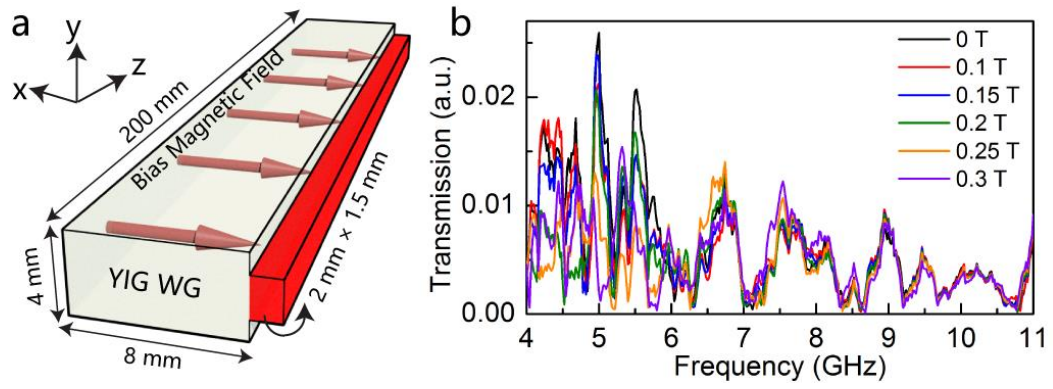 a
y
z
x
200 mm
Bias Magnetic Field
YIG WG
4 mm
8 mm
2 mm × 1.5 mm
b
Transmission (a.u.)
0.02
0.01
0.00
0 T
0.1 T
0.15 T
0.2 T
0.25 T
0.3 T
4 5 6 7 8 9 10 11
Frequency (GHz)